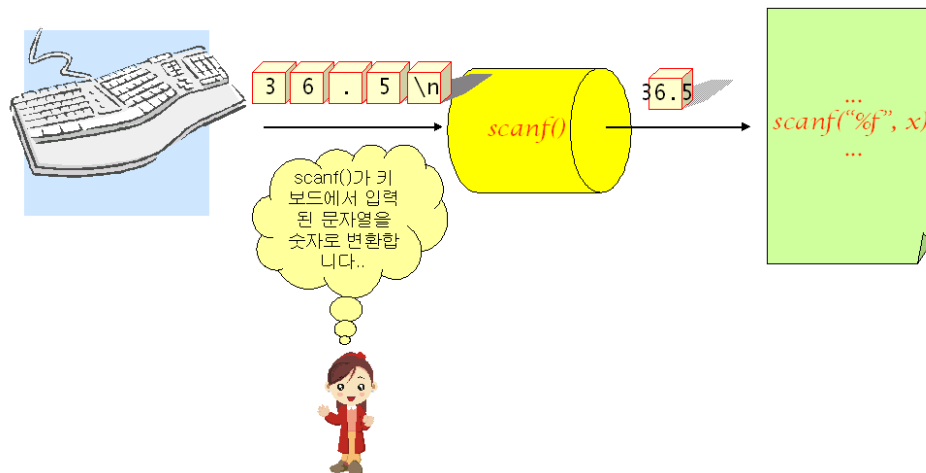 3 6 . 5 \n
scanf()
36.5
...
scanf(“%f”, x)
...
scanf()가 키
보드에서 입력
된 문자열을
숫자로 변환합
니다..